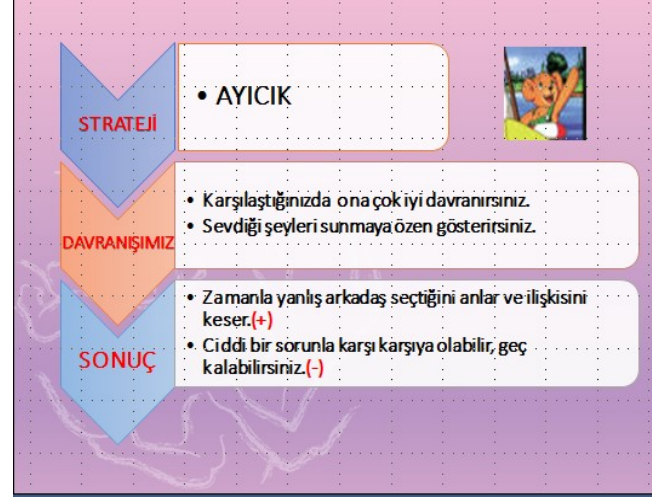 STRATEJİ
• AYICIK
DAVRANIŞIMIZ
• Karşılaştığınızda ona çok iyi davranırsınız.
• Sevdiği şeyleri sunmaya özen gösterirsiniz.
SONUÇ
• Zamanla yanlış arkadaş seçtiğini anlar ve ilişkisini
keser.(+)
• Ciddi bir sorunla karşı karşıya olabilir, geç
kalabilirsiniz.(-)